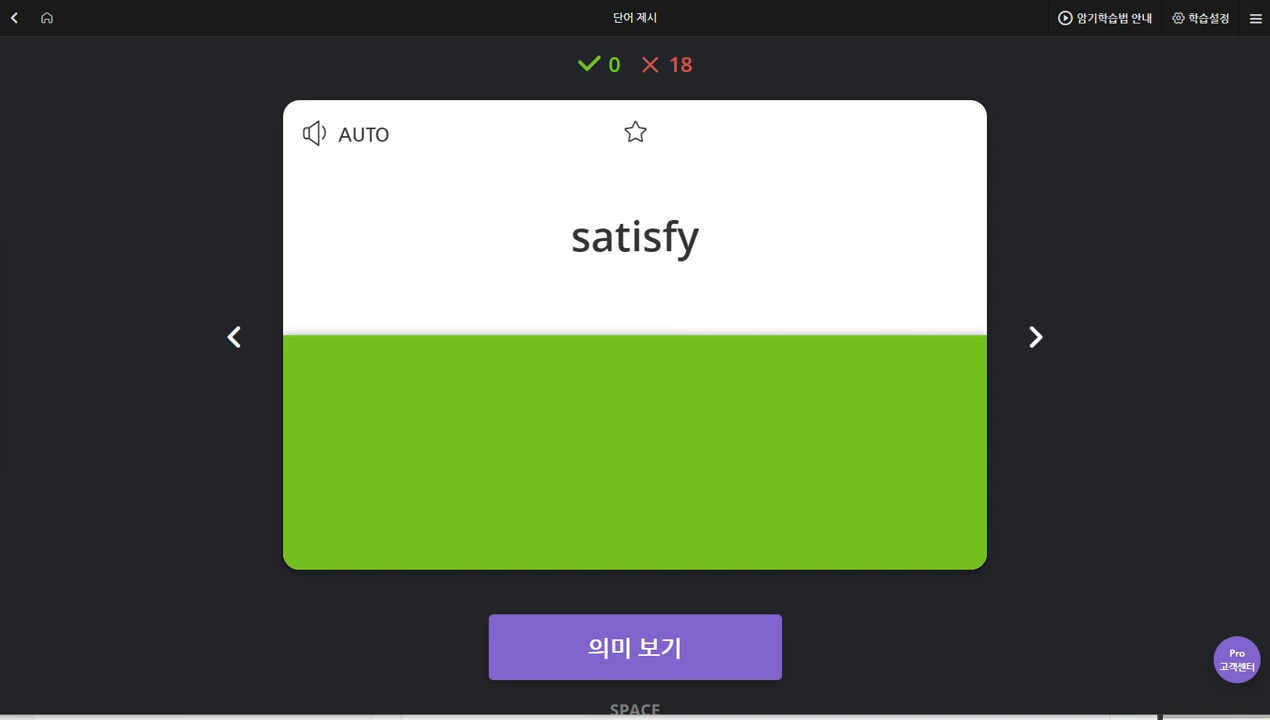 단어 제시
암기학습법 안내
학습설정
0
18
AUTO
satisfy
의미 보기
SPACE
Pro
고객센터